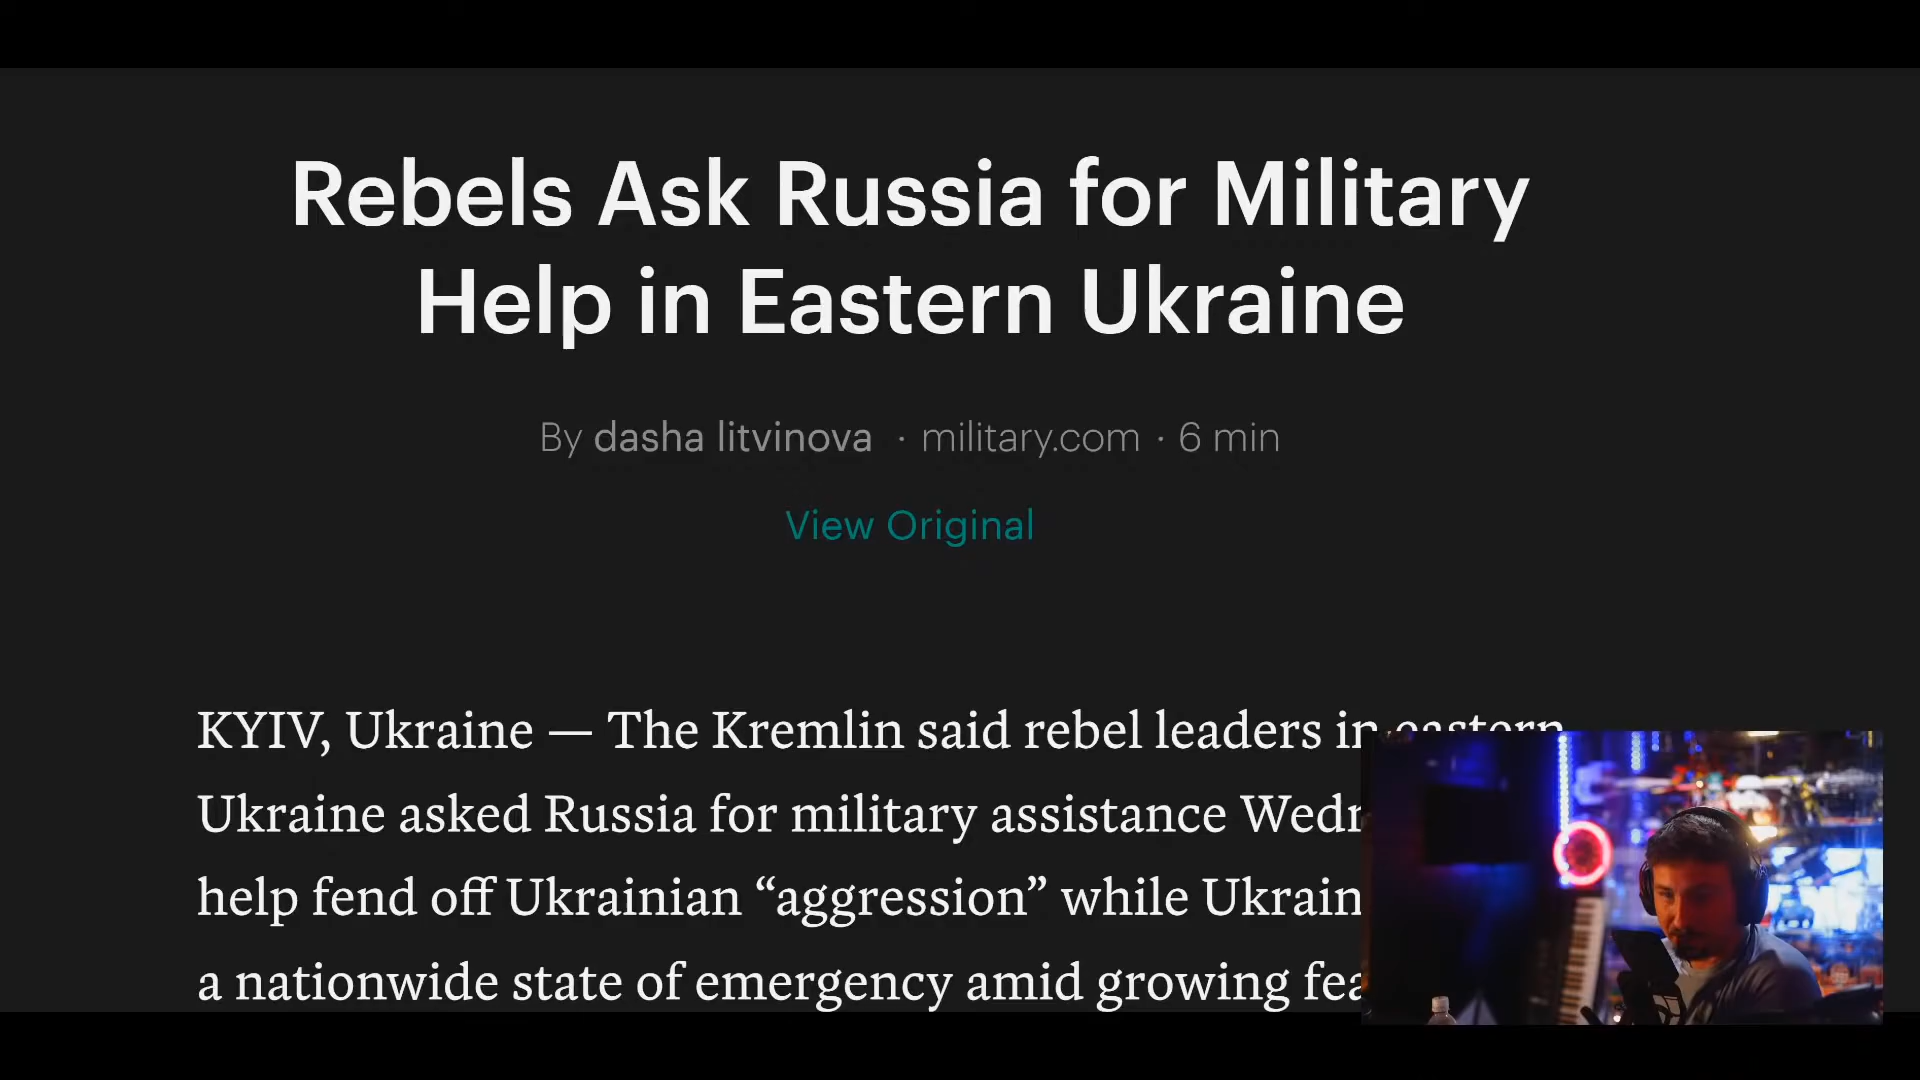 Rebels Ask Russia for Military
Help in Eastern Ukraine
By dasha litvinova · military.com · 6 min
View Original
KYIV, Ukraine — The Kremlin said rebel leaders in eastern
Ukraine asked Russia for military assistance
help fend off Ukrainian “aggression” while
a nationwide state of emergency amid growing